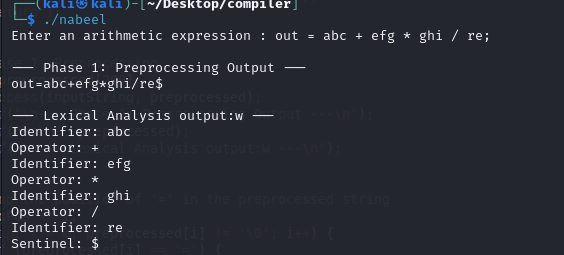 (kali㉿kali)-[~/Desktop/compiler]
$ ./nabeel
Enter an arithmetic expression : out = abc + efg * ghi / re;
--- Phase 1: Preprocessing Output ---
out=abc+efg*ghi/re$
--- Lexical Analysis output:w ---
Identifier: abc
Operator: +
Identifier: efg
Operator: *
Identifier: ghi
Operator: /
Identifier: re
Sentinel: $